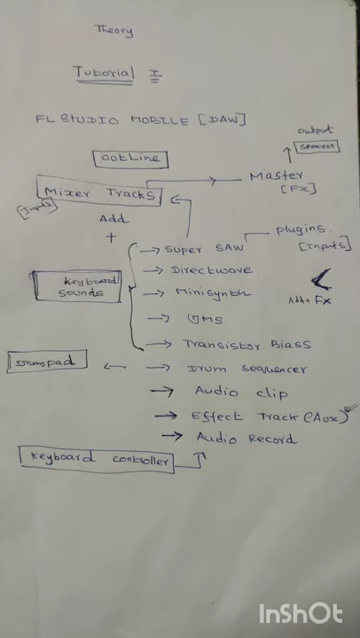 Theory
Tutorial I
FL STUDIO MOBILE [DAW]
output
speakers
OutLine
Master
[Fx]
Mixer Tracks
[Inputs]
Add
+
plugins
[Inputs]
Super SAW
Directwave
Keyboard
Sounds
Minisynth
Add + Fx
GMS
Transistor Biass
Drumpad
Drum sequencer
Audio clip
Effect Track (Aux)
Audio Record
Keyboard controller
InShOt